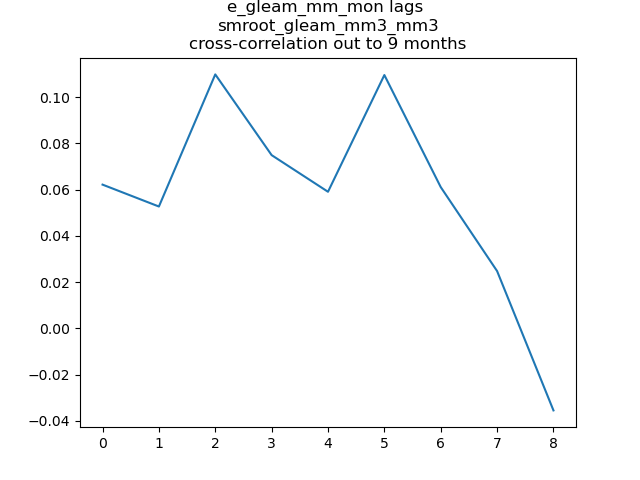 e_gleam_mm_mon lags
smroot_gleam_mm3_mm3
cross-correlation out to 9 months
0.10
0.08
0.06
0.04
0.02
0.00
−0.02
−0.04
0 1 2 3 4 5 6 7 8